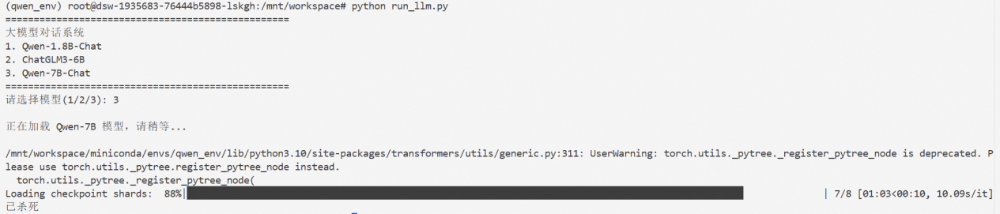 (qwen_env) root@dsw-1935683-76444b5898-lskgh:/mnt/workspace# python run_llm.py
==================================================
大模型对话系统
1. Qwen-1.8B-Chat
2. ChatGLM3-6B
3. Qwen-7B-Chat
==================================================
请选择模型(1/2/3): 3
正在加载 Qwen-7B 模型，请稍等...
/mnt/workspace/miniconda/envs/qwen_env/lib/python3.10/site-packages/transformers/utils/generic.py:311: UserWarning: torch.utils._pytree._register_pytree_node is deprecated. P
lease use torch.utils._pytree.register_pytree_node instead.
  torch.utils._pytree._register_pytree_node(
Loading checkpoint shards:  88%| | 7/8 [01:03<00:10, 10.09s/it]
已杀死